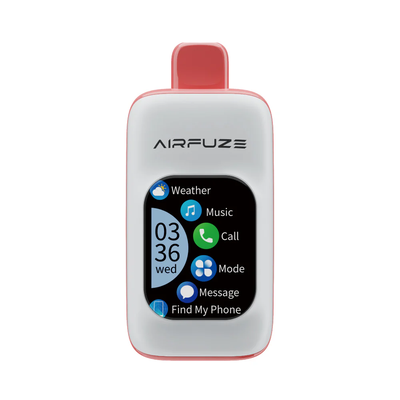 AIRFUZE
Weather
Music
03
Call
36
Mode
wed
Message
Find My Phone